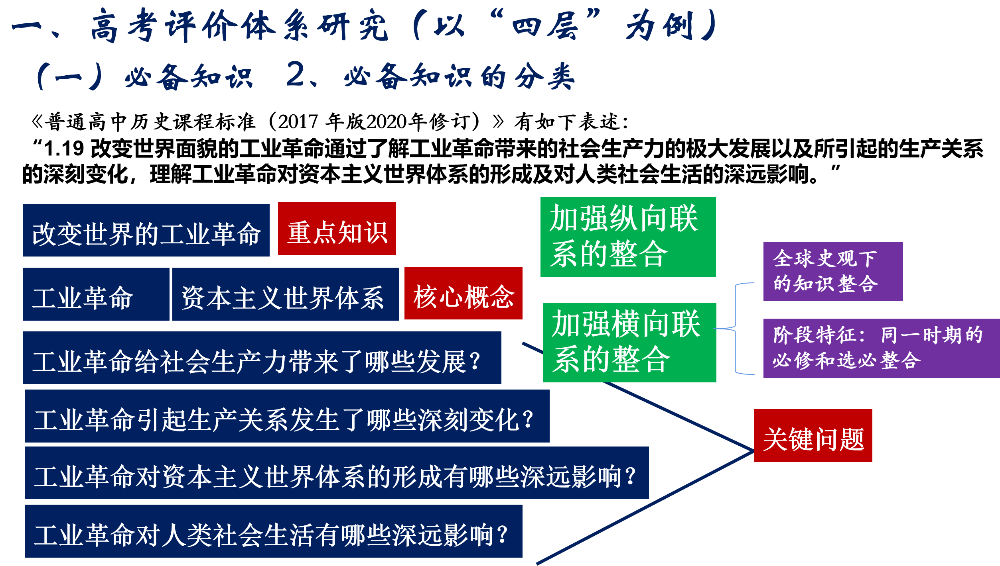 一、高考评价体系研究（以“四层”为例）
（一）必备知识 2、必备知识的分类
《普通高中历史课程标准（2017年版2020年修订）》有如下表述：
“1.19 改变世界面貌的工业革命通过了解工业革命带来的社会生产力的极大发展以及所引起的生产关系
的深刻变化，理解工业革命对资本主义世界体系的形成及对人类社会生活的深远影响。”
改变世界的工业革命
重点知识
工业革命
资本主义世界体系
核心概念
工业革命给社会生产力带来了哪些发展？
工业革命引起生产关系发生了哪些深刻变化？
工业革命对资本主义世界体系的形成有哪些深远影响？
工业革命对人类社会生活有哪些深远影响？
加强纵向联
系的整合
加强横向联
系的整合
全球史观下
的知识整合
阶段特征：同一时期的
必修和选必整合
关键问题